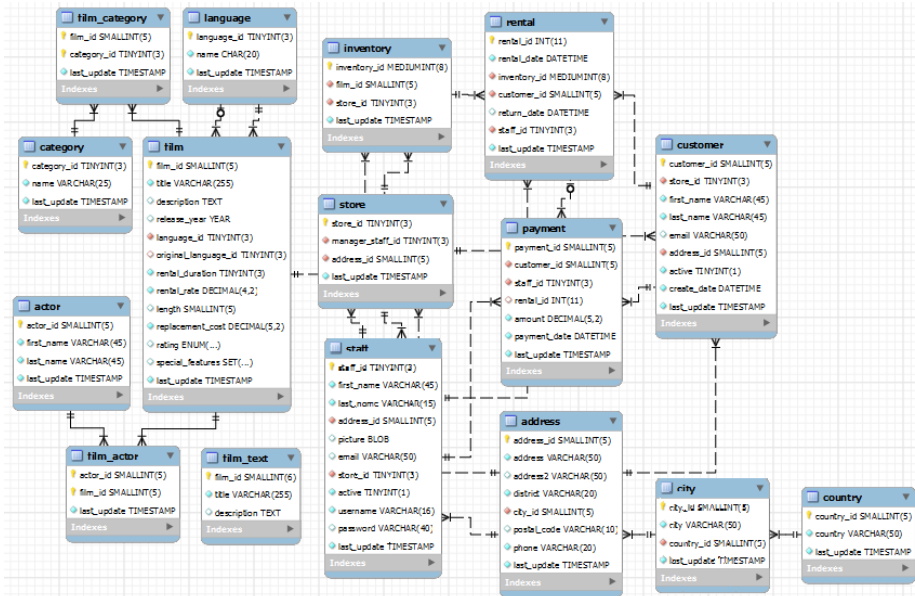 film_category
film_id SMALLINT(5)
category_id TINYINT(3)
last_update TIMESTAMP
Indexes
language
language_id TINYINT(3)
name CHAR(20)
last_update TIMESTAMP
Indexes
inventory
inventory_id MEDIUMINT(8)
film_id SMALLINT(5)
store_id TINYINT(3)
last_update TIMESTAMP
Indexes
rental
rental_id INT(11)
rental_date DATETIME
inventory_id MEDIUMINT(8)
customer_id SMALLINT(5)
return_date DATETIME
staff_id TINYINT(3)
last_update TIMESTAMP
Indexes
category
category_id TINYINT(3)
name VARCHAR(25)
last_update TIMESTAMP
Indexes
film
film_id SMALLINT(5)
title VARCHAR(255)
description TEXT
release_year YEAR
language_id TINYINT(3)
original_language_id TINYINT(3)
rental_duration TINYINT(3)
rental_rate DECIMAL(4,2)
length SMALLINT(5)
replacement_cost DECIMAL(5,2)
rating ENUM(...)
special_features SET(...)
last_update TIMESTAMP
Indexes
customer
customer_id SMALLINT(5)
store_id TINYINT(3)
first_name VARCHAR(45)
last_name VARCHAR(45)
email VARCHAR(50)
address_id SMALLINT(5)
active TINYINT(1)
create_date DATETIME
last_update TIMESTAMP
Indexes
store
store_id TINYINT(3)
manager_staff_id TINYINT(3)
address_id SMALLINT(5)
last_update TIMESTAMP
Indexes
payment
payment_id SMALLINT(5)
customer_id SMALLINT(5)
staff_id TINYINT(3)
rental_id INT(11)
amount DECIMAL(5,2)
payment_date DATETIME
last_update TIMESTAMP
Indexes
actor
actor_id SMALLINT(5)
first_name VARCHAR(45)
last_name VARCHAR(45)
last_update TIMESTAMP
Indexes
staff
staff_id TINYINT(3)
first_name VARCHAR(45)
last_name VARCHAR(45)
address_id SMALLINT(5)
picture BLOB
email VARCHAR(50)
store_id TINYINT(3)
active TINYINT(1)
username VARCHAR(16)
password VARCHAR(40)
last_update TIMESTAMP
Indexes
address
address_id SMALLINT(5)
address VARCHAR(50)
address2 VARCHAR(50)
district VARCHAR(20)
city_id SMALLINT(5)
postal_code VARCHAR(10)
phone VARCHAR(20)
last_update TIMESTAMP
Indexes
film_actor
actor_id SMALLINT(5)
film_id SMALLINT(5)
last_update TIMESTAMP
Indexes
film_text
film_id SMALLINT(6)
title VARCHAR(255)
description TEXT
Indexes
city
city_id SMALLINT(5)
city VARCHAR(50)
country_id SMALLINT(5)
last_update TIMESTAMP
Indexes
country
country_id SMALLINT(5)
country VARCHAR(50)
last_update TIMESTAMP
Indexes